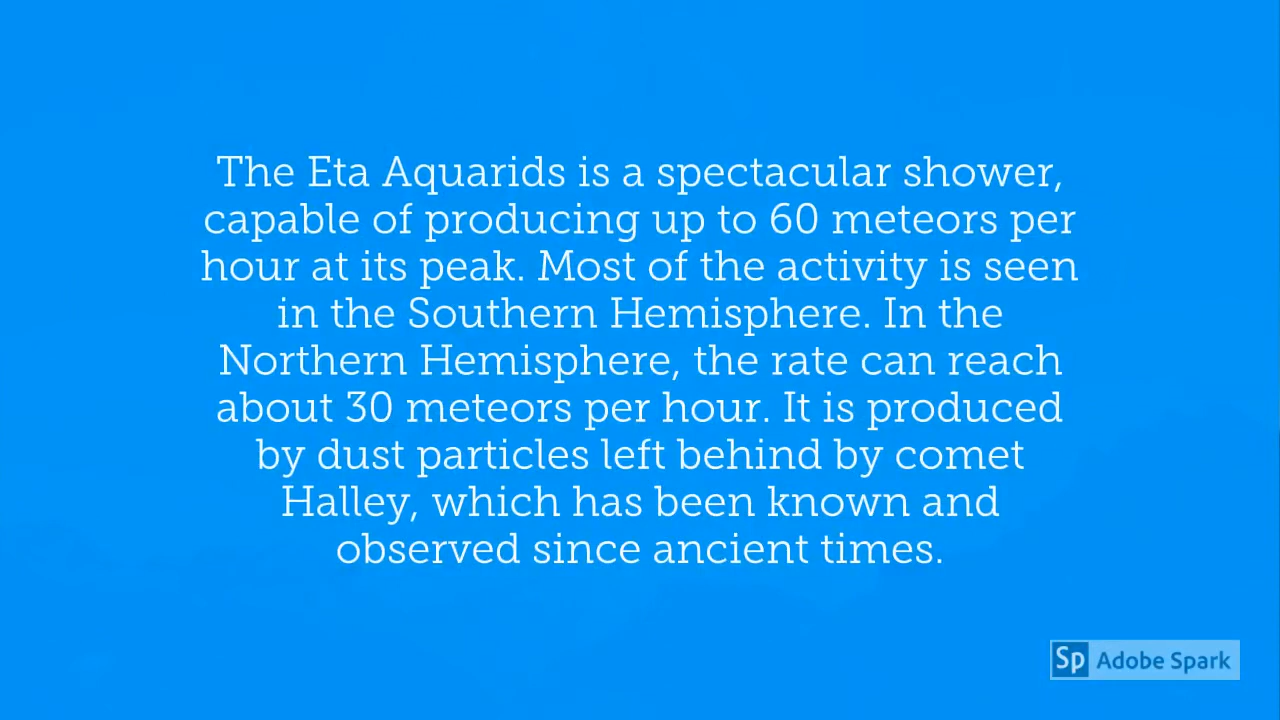 The Eta Aquarids is a spectacular shower,
capable of producing up to 60 meteors per
hour at its peak. Most of the activity is seen
in the Southern Hemisphere. In the
Northern Hemisphere, the rate can reach
about 30 meteors per hour. It is produced
by dust particles left behind by comet
Halley, which has been known and
observed since ancient times.
Sp Adobe Spark